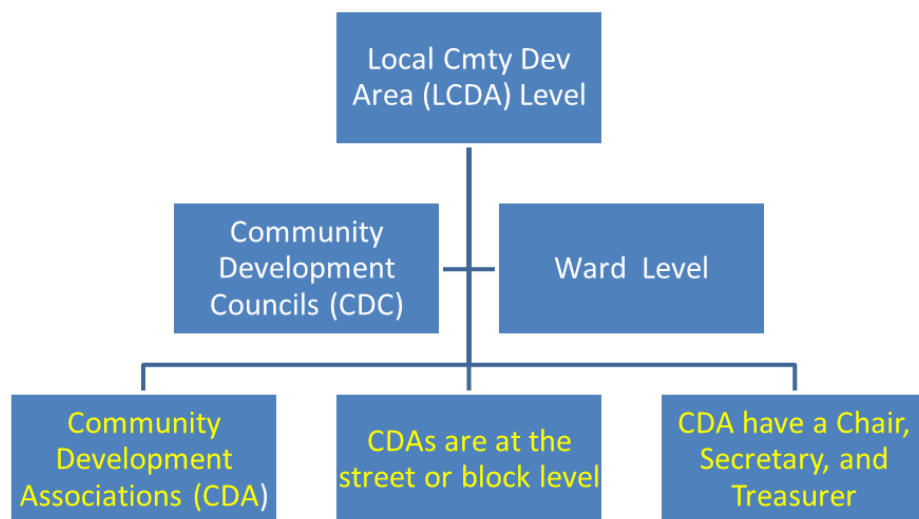 Local Cmty Dev
Area (LCDA) Level
Community
Development
Councils (CDC)
Ward Level
Community
Development
Associations (CDA)
CDAs are at the
street or block level
CDA have a Chair,
Secretary, and
Treasurer